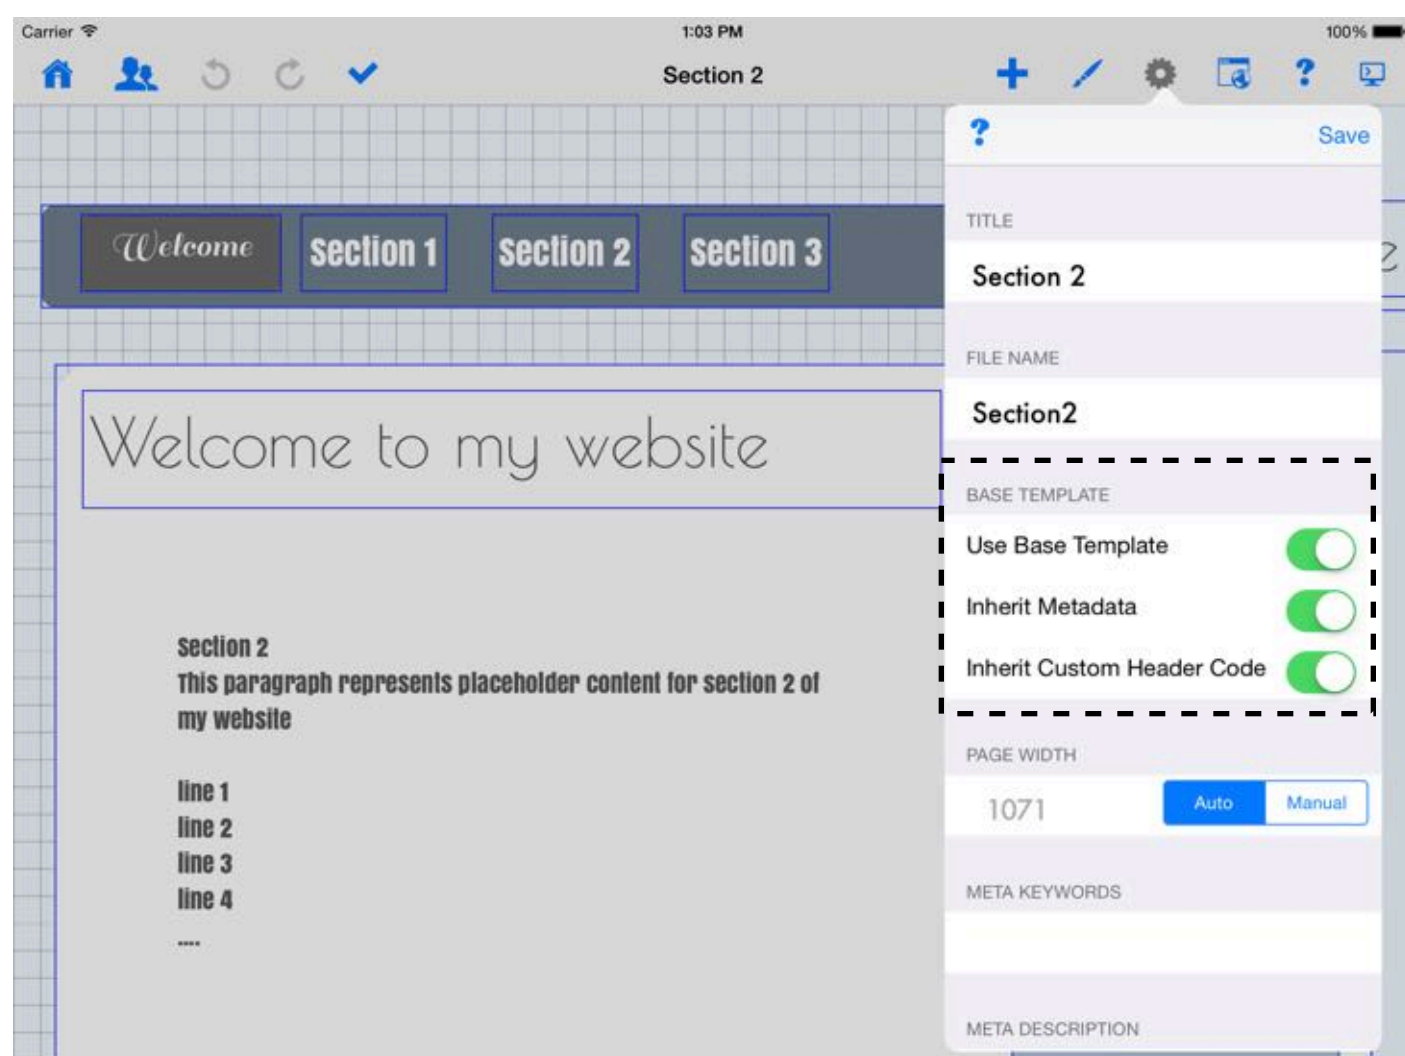 Carrier
1:03 PM
100%
Section 2
?
?
Save
Welcome
Section 1
Section 2
Section 3
e
TITLE
Section 2
FILE NAME
Section2
Welcome to my website
BASE TEMPLATE
Use Base Template
Inherit Metadata
Inherit Custom Header Code
Section 2
This paragraph represents placeholder content for section 2 of
my website
line 1
line 2
line 3
line 4
....
PAGE WIDTH
1071
Auto
Manual
META KEYWORDS
META DESCRIPTION